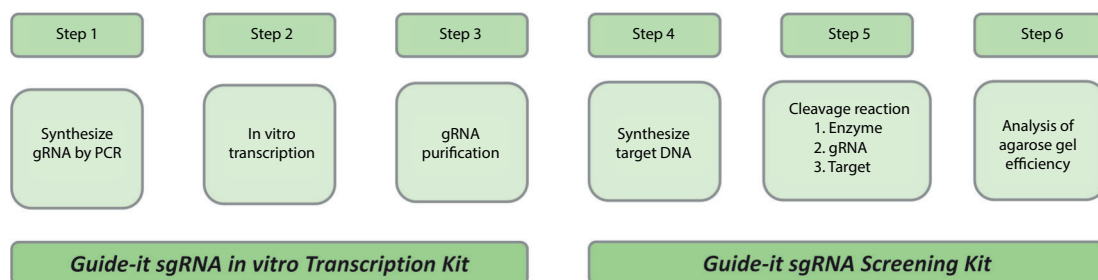 Step 1
Step 2
Step 3
Step 4
Step 5
Step 6
Synthesize
gRNA by PCR
In vitro
transcription
gRNA
purification
Synthesize
target DNA
Cleavage reaction
1. Enzyme
2. gRNA
3. Target
Analysis of
agarose gel
efficiency
Guide-it sgRNA in vitro Transcription Kit
Guide-it sgRNA Screening Kit